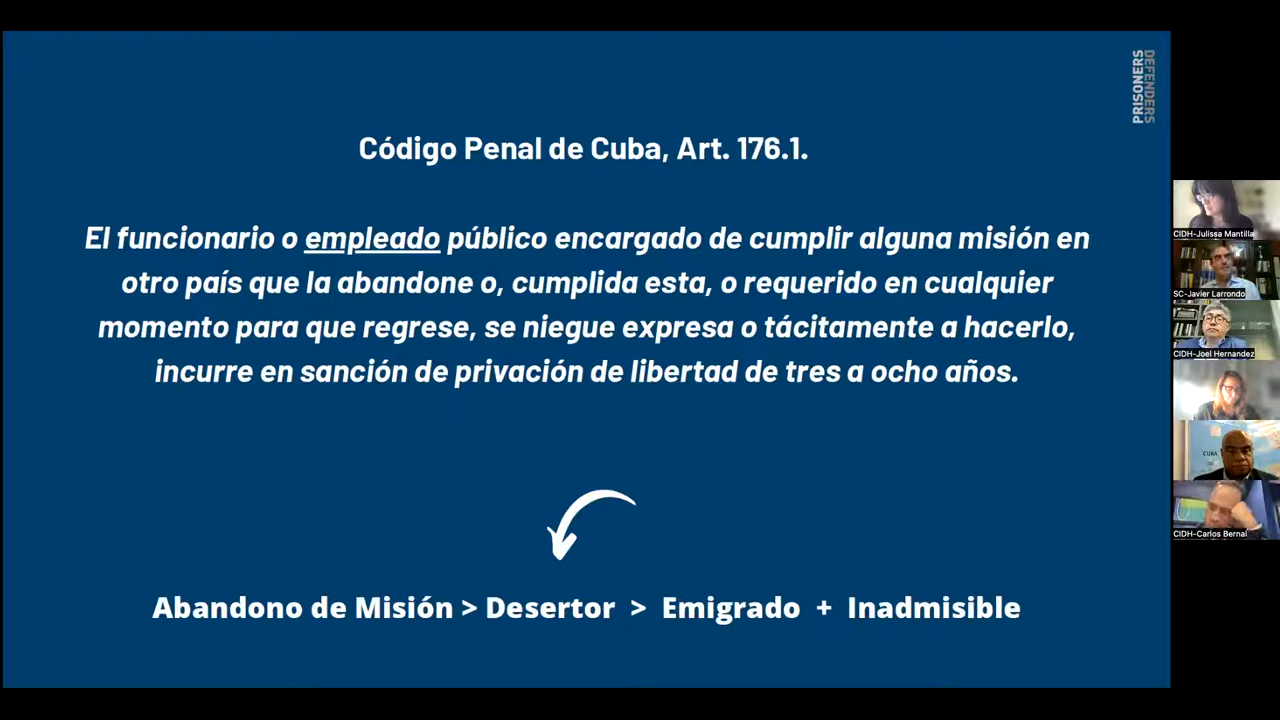 PRISONERS
DEFENDERS
Código Penal de Cuba, Art. 176.1.
El funcionario o empleado público encargado de cumplir alguna misión en
otro país que la abandone o, cumplida esta, o requerido en cualquier
momento para que regrese, se niegue expresa o tácitamente a hacerlo,
incurre en sanción de privación de libertad de tres a ocho años.
Abandono de Misión > Desertor > Emigrado + Inadmisible
CIDH-Julissa Mantilla
SC-Javier Larrondo
CIDH-Joel Hernandez
CUBA
CIDH-Carlos Bernal